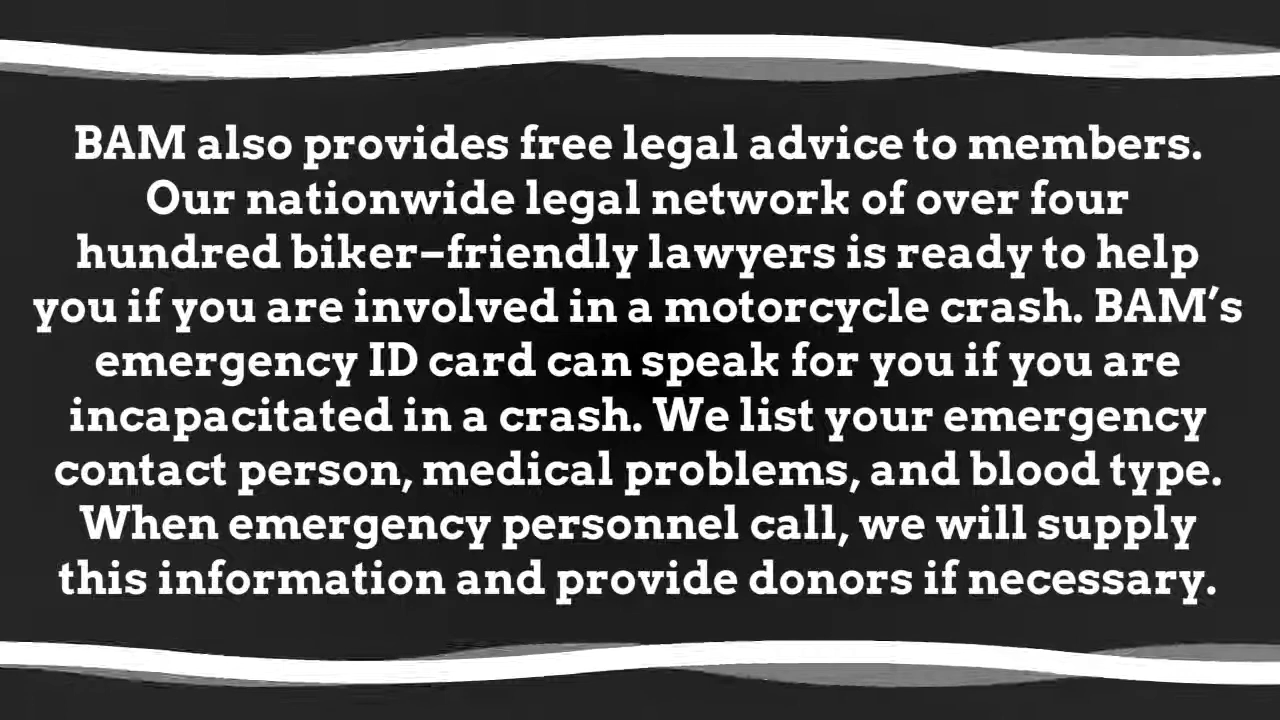 BAM also provides free legal advice to members.
Our nationwide legal network of over four
hundred biker–friendly lawyers is ready to help
you if you are involved in a motorcycle crash. BAM’s
emergency ID card can speak for you if you are
incapacitated in a crash. We list your emergency
contact person, medical problems, and blood type.
When emergency personnel call, we will supply
this information and provide donors if necessary.